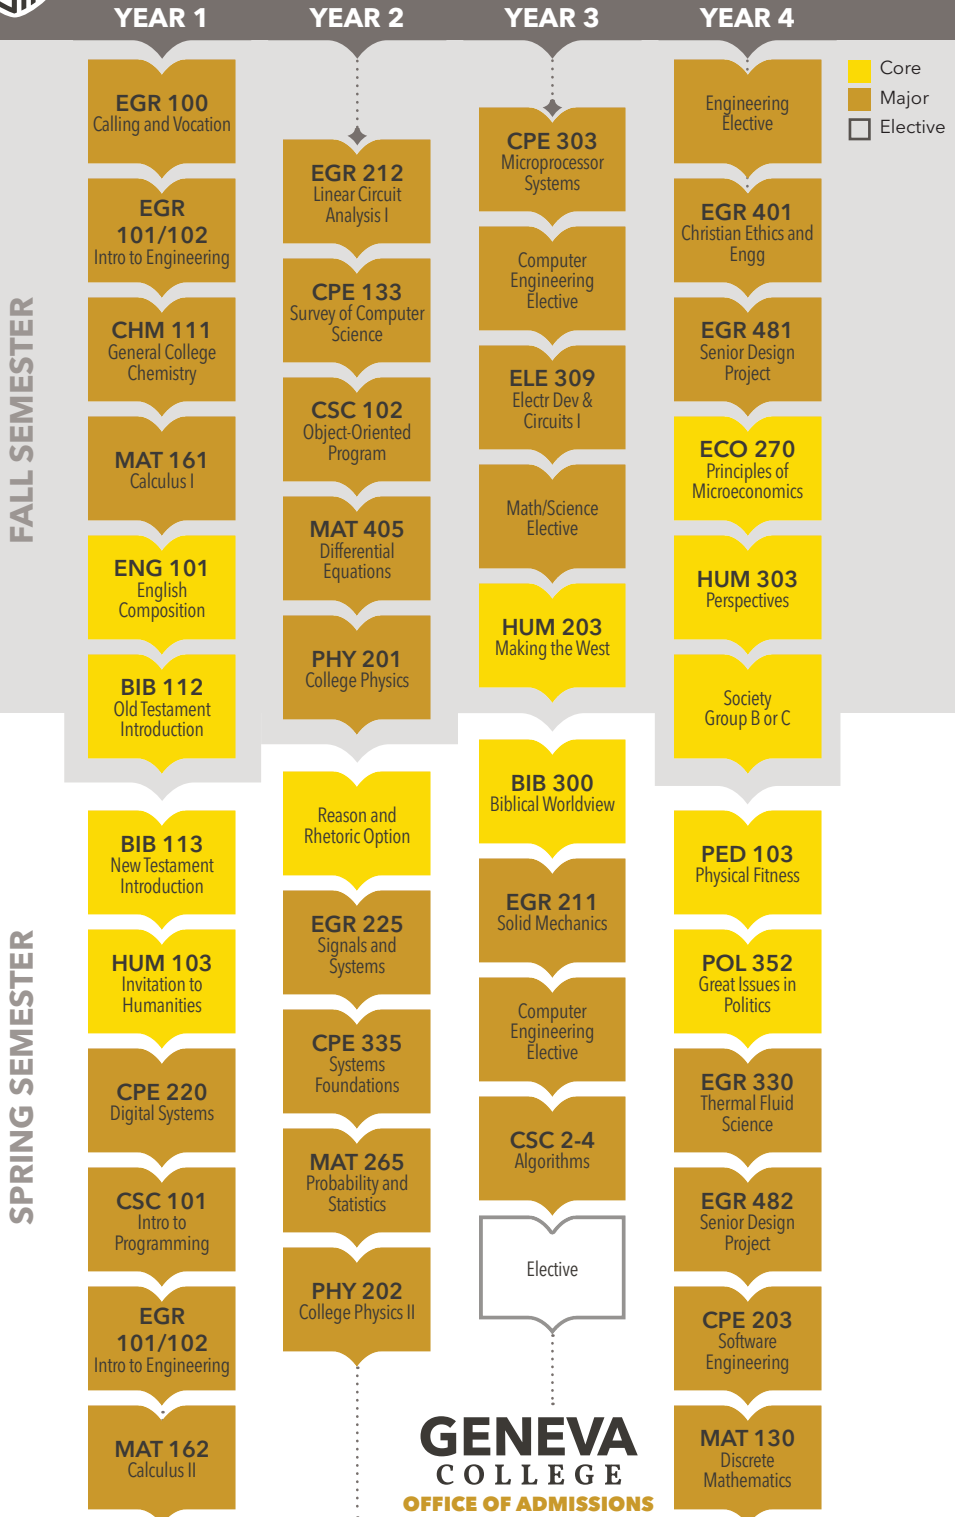 YEAR 1
YEAR 2
YEAR 3
YEAR 4
Core
Major
Elective
FALL SEMESTER
EGR 100
Calling and Vocation
EGR
101/102
Intro to Engineering
CHM 111
General College
Chemistry
MAT 161
Calculus I
ENG 101
English
Composition
BIB 112
Old Testament
Introduction
EGR 212
Linear Circuit
Analysis I
CPE 133
Survey of Computer
Science
CSC 102
Object-Oriented
Program
MAT 405
Differential
Equations
PHY 201
College Physics
CPE 303
Microprocessor
Systems
Computer
Engineering
Elective
ELE 309
Electr Dev &
Circuits I
Math/Science
Elective
HUM 203
Making the West
Engineering
Elective
EGR 401
Christian Ethics and
Engg
EGR 481
Senior Design
Project
ECO 270
Principles of
Microeconomics
HUM 303
Perspectives
Society
Group B or C
SPRING SEMESTER
BIB 113
New Testament
Introduction
HUM 103
Invitation to
Humanities
CPE 220
Digital Systems
CSC 101
Intro to
Programming
EGR
101/102
Intro to Engineering
MAT 162
Calculus II
Reason and
Rhetoric Option
EGR 225
Signals and
Systems
CPE 335
Systems
Foundations
MAT 265
Probability and
Statistics
PHY 202
College Physics II
BIB 300
Biblical Worldview
EGR 211
Solid Mechanics
Computer
Engineering
Elective
CSC 2-4
Algorithms
Elective
PED 103
Physical Fitness
POL 352
Great Issues in
Politics
EGR 330
Thermal Fluid
Science
EGR 482
Senior Design
Project
CPE 203
Software
Engineering
MAT 130
Discrete
Mathematics
GENEVA
COLLEGE
OFFICE OF ADMISSIONS